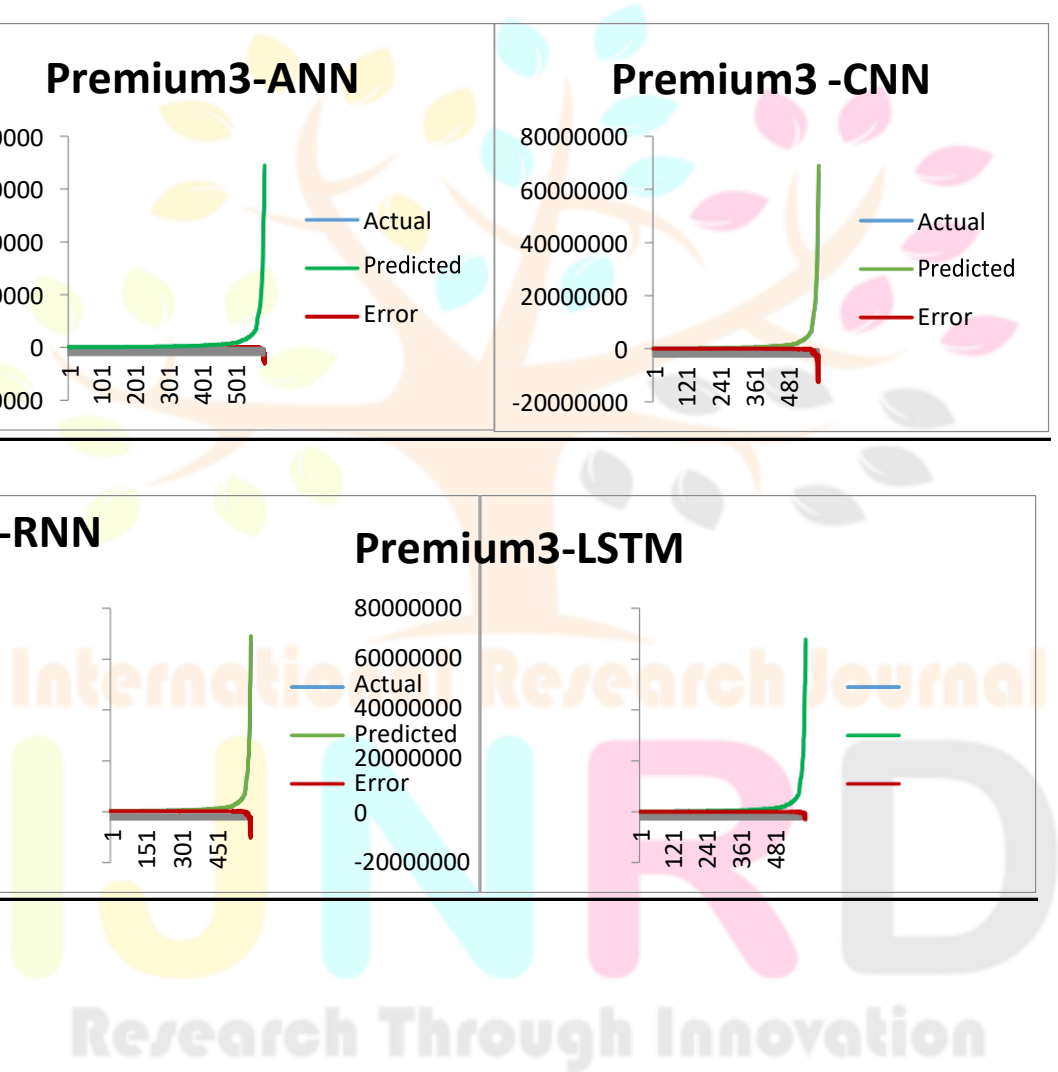 Premium3-ANN
0000
0000
0000
0000
0
0000
1
101
201
301
401
501
Actual
Predicted
Error
Premium3 -CNN
80000000
60000000
40000000
20000000
0
-20000000
1
121
241
361
481
Actual
Predicted
Error
-RNN
1
151
301
451
Actual
Predicted
Error
Premium3-LSTM
80000000
60000000
40000000
20000000
0
-20000000
1
121
241
361
481
International Research Journal
IJNRD
Research Through Innovation